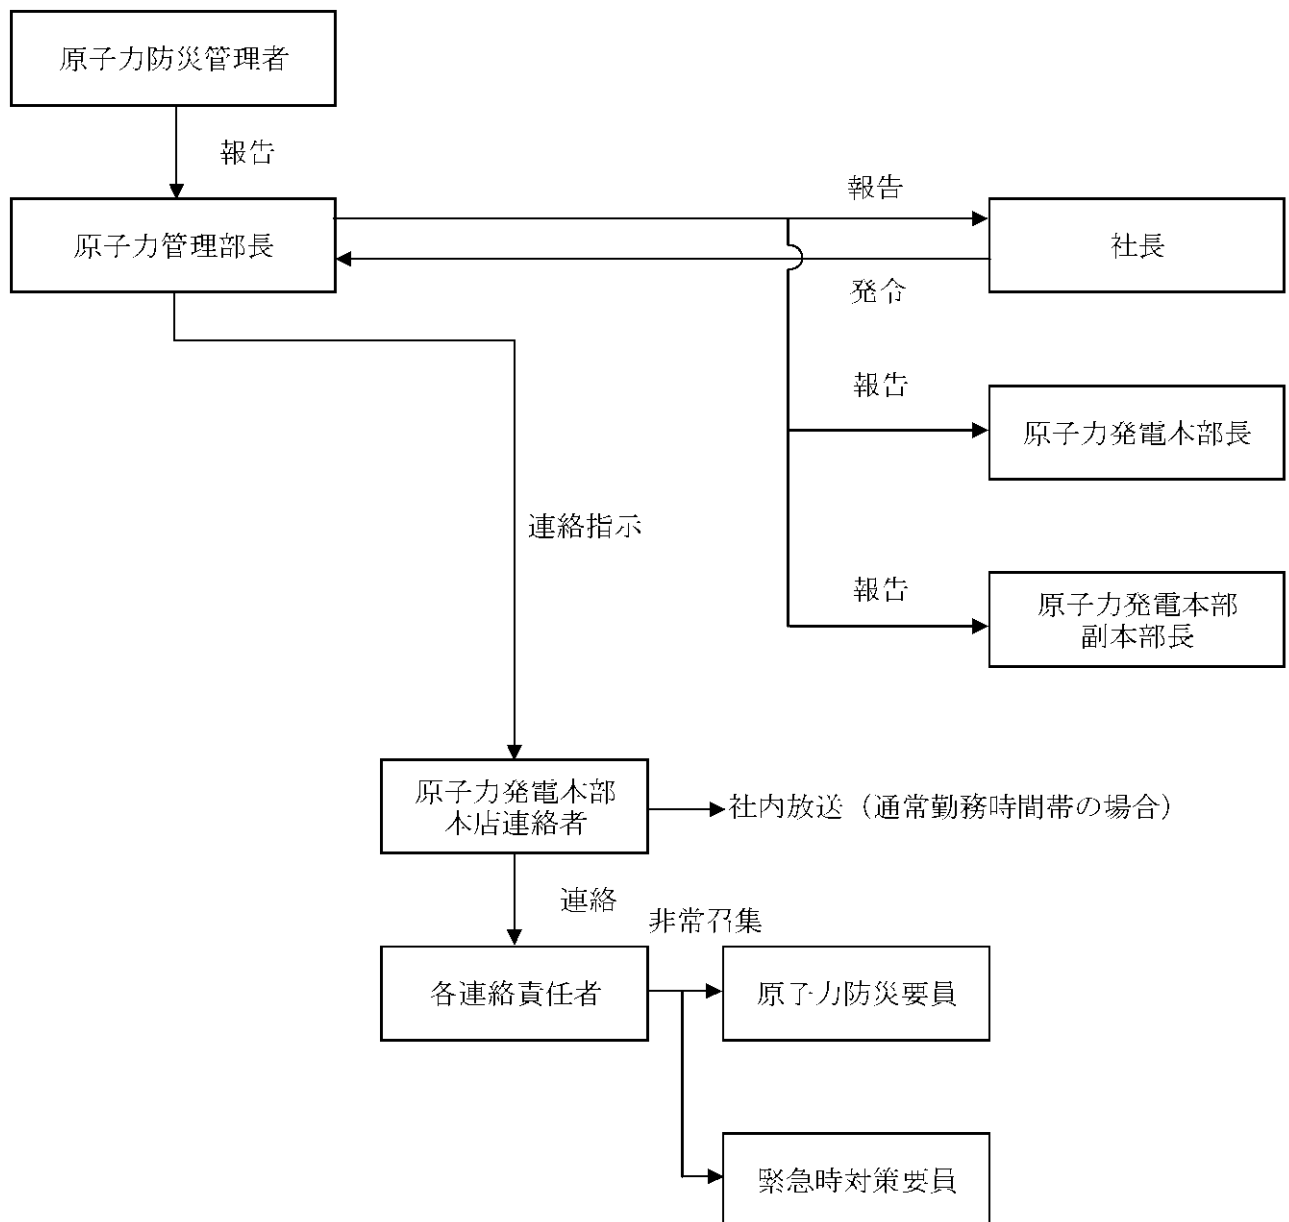 原子力防災管理者
報告
原子力管理部長
報告
社長
発令
報告
原子力発電本部長
連絡指示
報告
原子力発電本部
副本部長
原子力発電本部
本店連絡者
社内放送（通常勤務時間帯の場合）
連絡
非常召集
各連絡責任者
原子力防災要員
緊急時対策要員